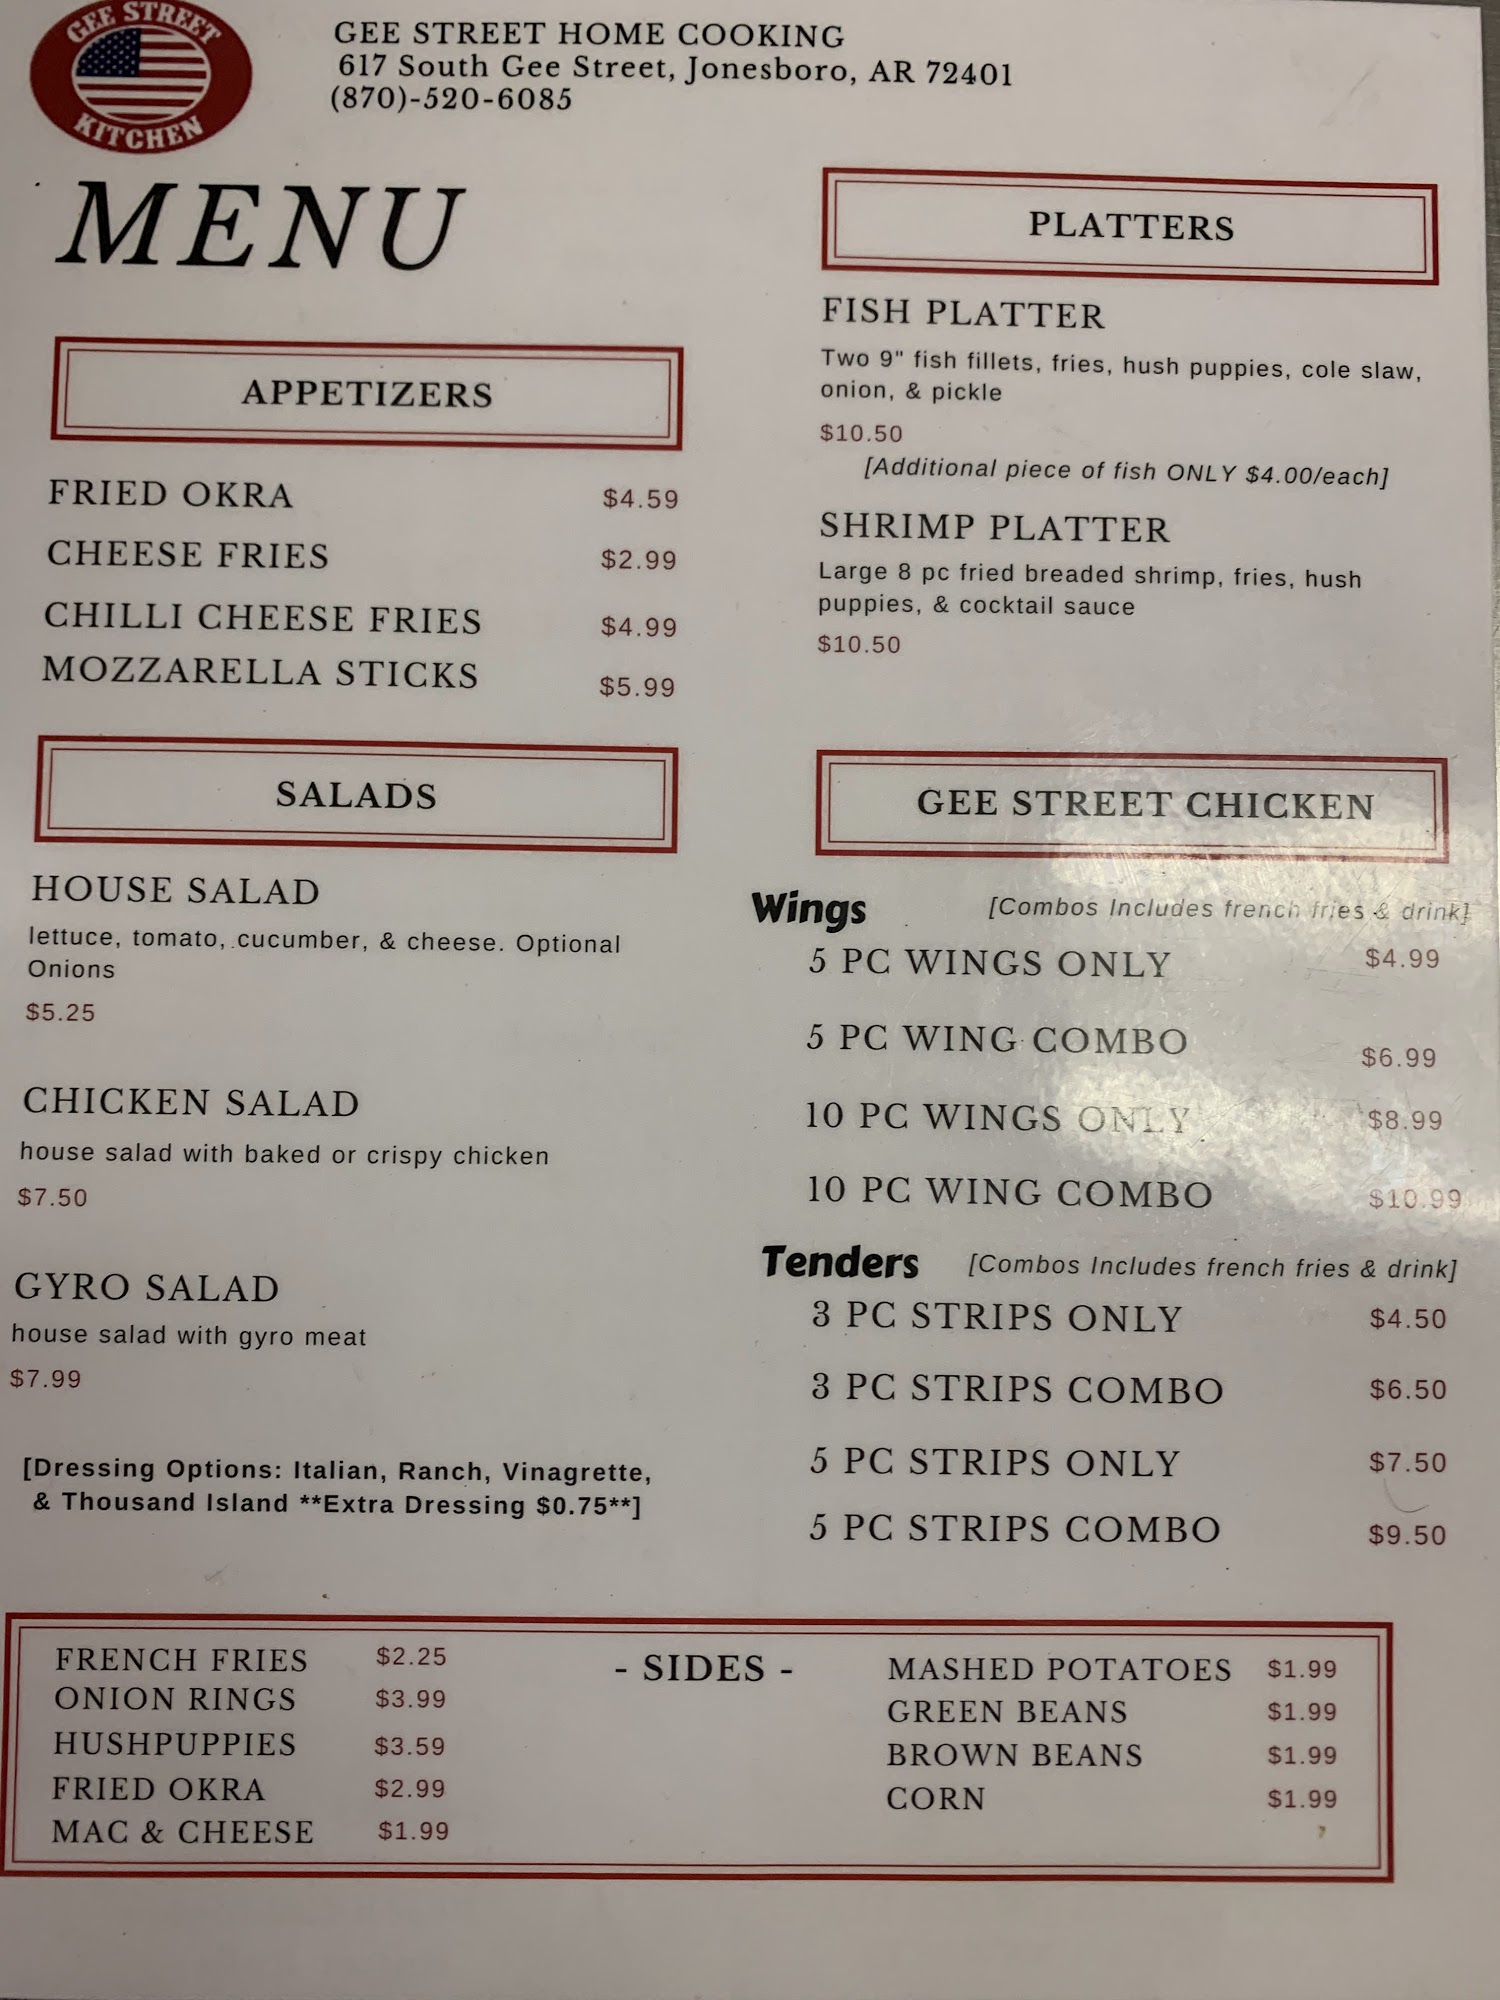 GEE STREET
KITCHEN
GEE STREET HOME COOKING
617 South Gee Street, Jonesboro, AR 72401
(870)-520-6085
MENU
APPETIZERS
FRIED OKRA $4.59
CHEESE FRIES $2.99
CHILLI CHEESE FRIES $4.99
MOZZARELLA STICKS $5.99
SALADS
HOUSE SALAD
lettuce, tomato, cucumber, & cheese. Optional
Onions
$5.25
CHICKEN SALAD
house salad with baked or crispy chicken
$7.50
GYRO SALAD
house salad with gyro meat
$7.99
[Dressing Options: Italian, Ranch, Vinagrette,
& Thousand Island **Extra Dressing $0.75**]
PLATTERS
FISH PLATTER
Two 9" fish fillets, fries, hush puppies, cole slaw,
onion, & pickle
$10.50
[Additional piece of fish ONLY $4.00/each]
SHRIMP PLATTER
Large 8 pc fried breaded shrimp, fries, hush
puppies, & cocktail sauce
$10.50
GEE STREET CHICKEN
Wings [Combos Includes french fries & drink]
5 PC WINGS ONLY $4.99
5 PC WING COMBO $6.99
10 PC WINGS ONLY $8.99
10 PC WING COMBO $10.99
Tenders [Combos Includes french fries & drink]
3 PC STRIPS ONLY $4.50
3 PC STRIPS COMBO $6.50
5 PC STRIPS ONLY $7.50
5 PC STRIPS COMBO $9.50
- SIDES -
FRENCH FRIES $2.25
ONION RINGS $3.99
HUSHPUPPIES $3.59
FRIED OKRA $2.99
MAC & CHEESE $1.99
MASHED POTATOES $1.99
GREEN BEANS $1.99
BROWN BEANS $1.99
CORN $1.99